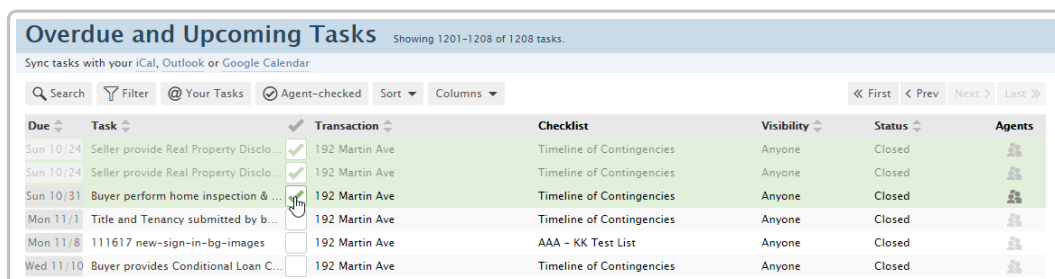 Overdue and Upcoming Tasks Showing 1201-1208 of 1208 tasks.
Sync tasks with your iCal, Outlook or Google Calendar
Search Filter @ Your Tasks Agent-checked Sort Columns « First < Prev Next > Last »
Due Task Transaction Checklist Visibility Status Agents
Sun 10/24 Seller provide Real Property Disclo... 192 Martin Ave Timeline of Contingencies Anyone Closed
Sun 10/24 Seller provide Real Property Disclo... 192 Martin Ave Timeline of Contingencies Anyone Closed
Sun 10/31 Buyer perform home inspection & ... 192 Martin Ave Timeline of Contingencies Anyone Closed
Mon 11/1 Title and Tenancy submitted by b... 192 Martin Ave Timeline of Contingencies Anyone Closed
Mon 11/8 111617 new-sign-in-bg-images 192 Martin Ave AAA - KK Test List Anyone Closed
Wed 11/10 Buyer provides Conditional Loan C... 192 Martin Ave Timeline of Contingencies Anyone Closed